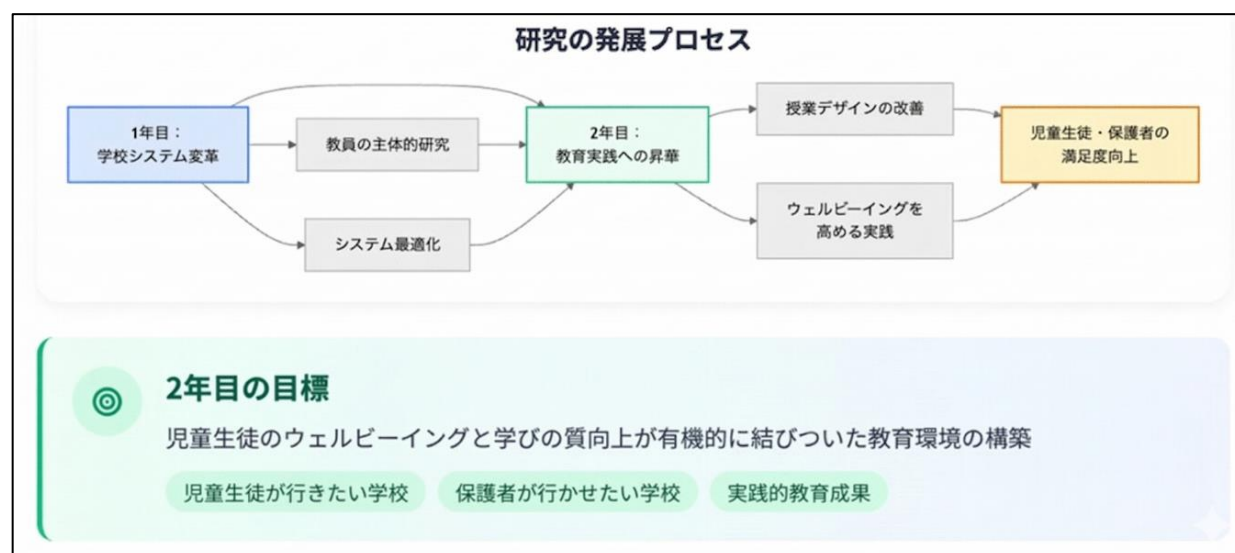 研究の発展プロセス
1年目：
学校システム変革
教員の主体的研究
システム最適化
2年目：
教育実践への昇華
授業デザインの改善
ウェルビーイングを
高める実践
児童生徒・保護者の
満足度向上
2年目の目標
児童生徒のウェルビーイングと学びの質向上が有機的に結びついた教育環境の構築
児童生徒が行きたい学校
保護者が行かせたい学校
実践的教育成果